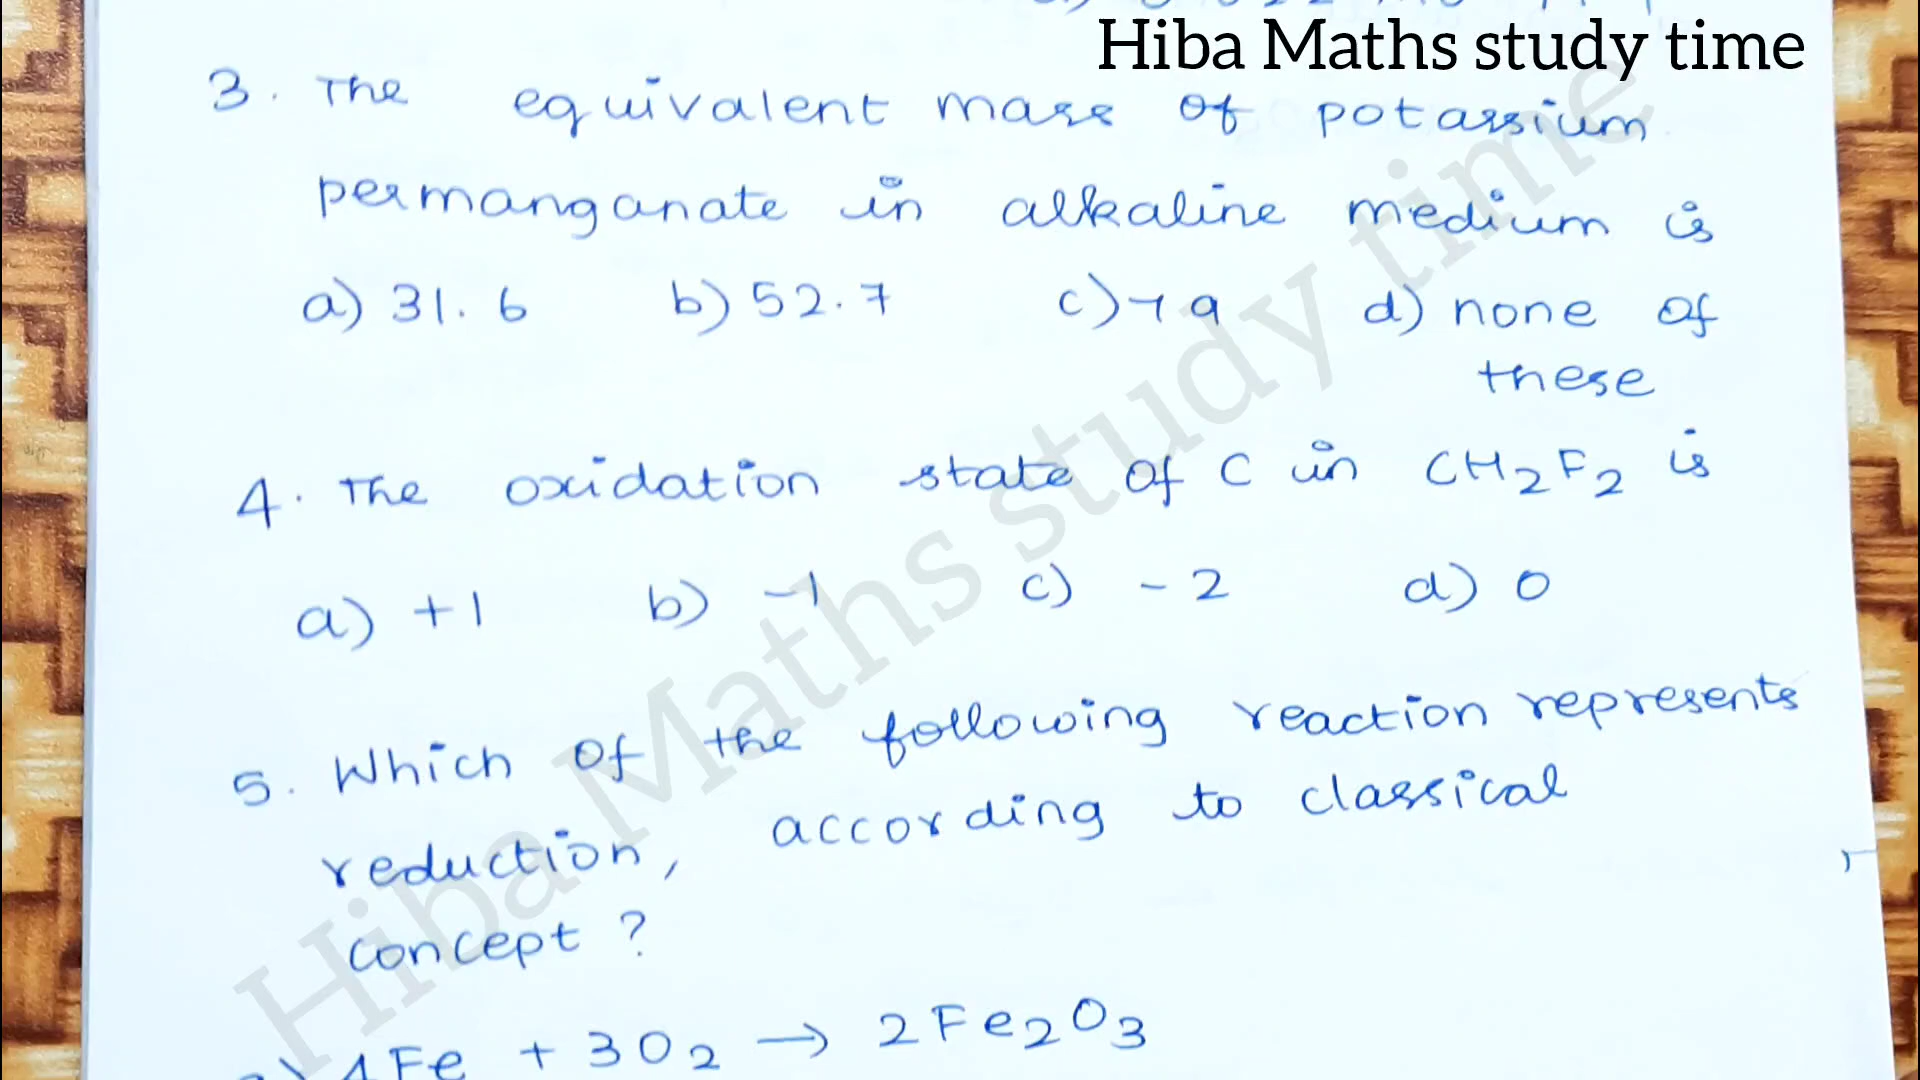 Hiba Maths study time
3. The equivalent mass of potassium
permanganate in alkaline medium is
a) 31.6 b) 52.7 c) 79 d) none of
these
4. The oxidation state of C in CH₂F₂ is
a) +1 b) -1 c) -2 d) 0
5. Which of the following reaction represents
reduction, according to classical
concept?
4Fe + 3O₂ → 2Fe₂O₃
Hiba Maths study time